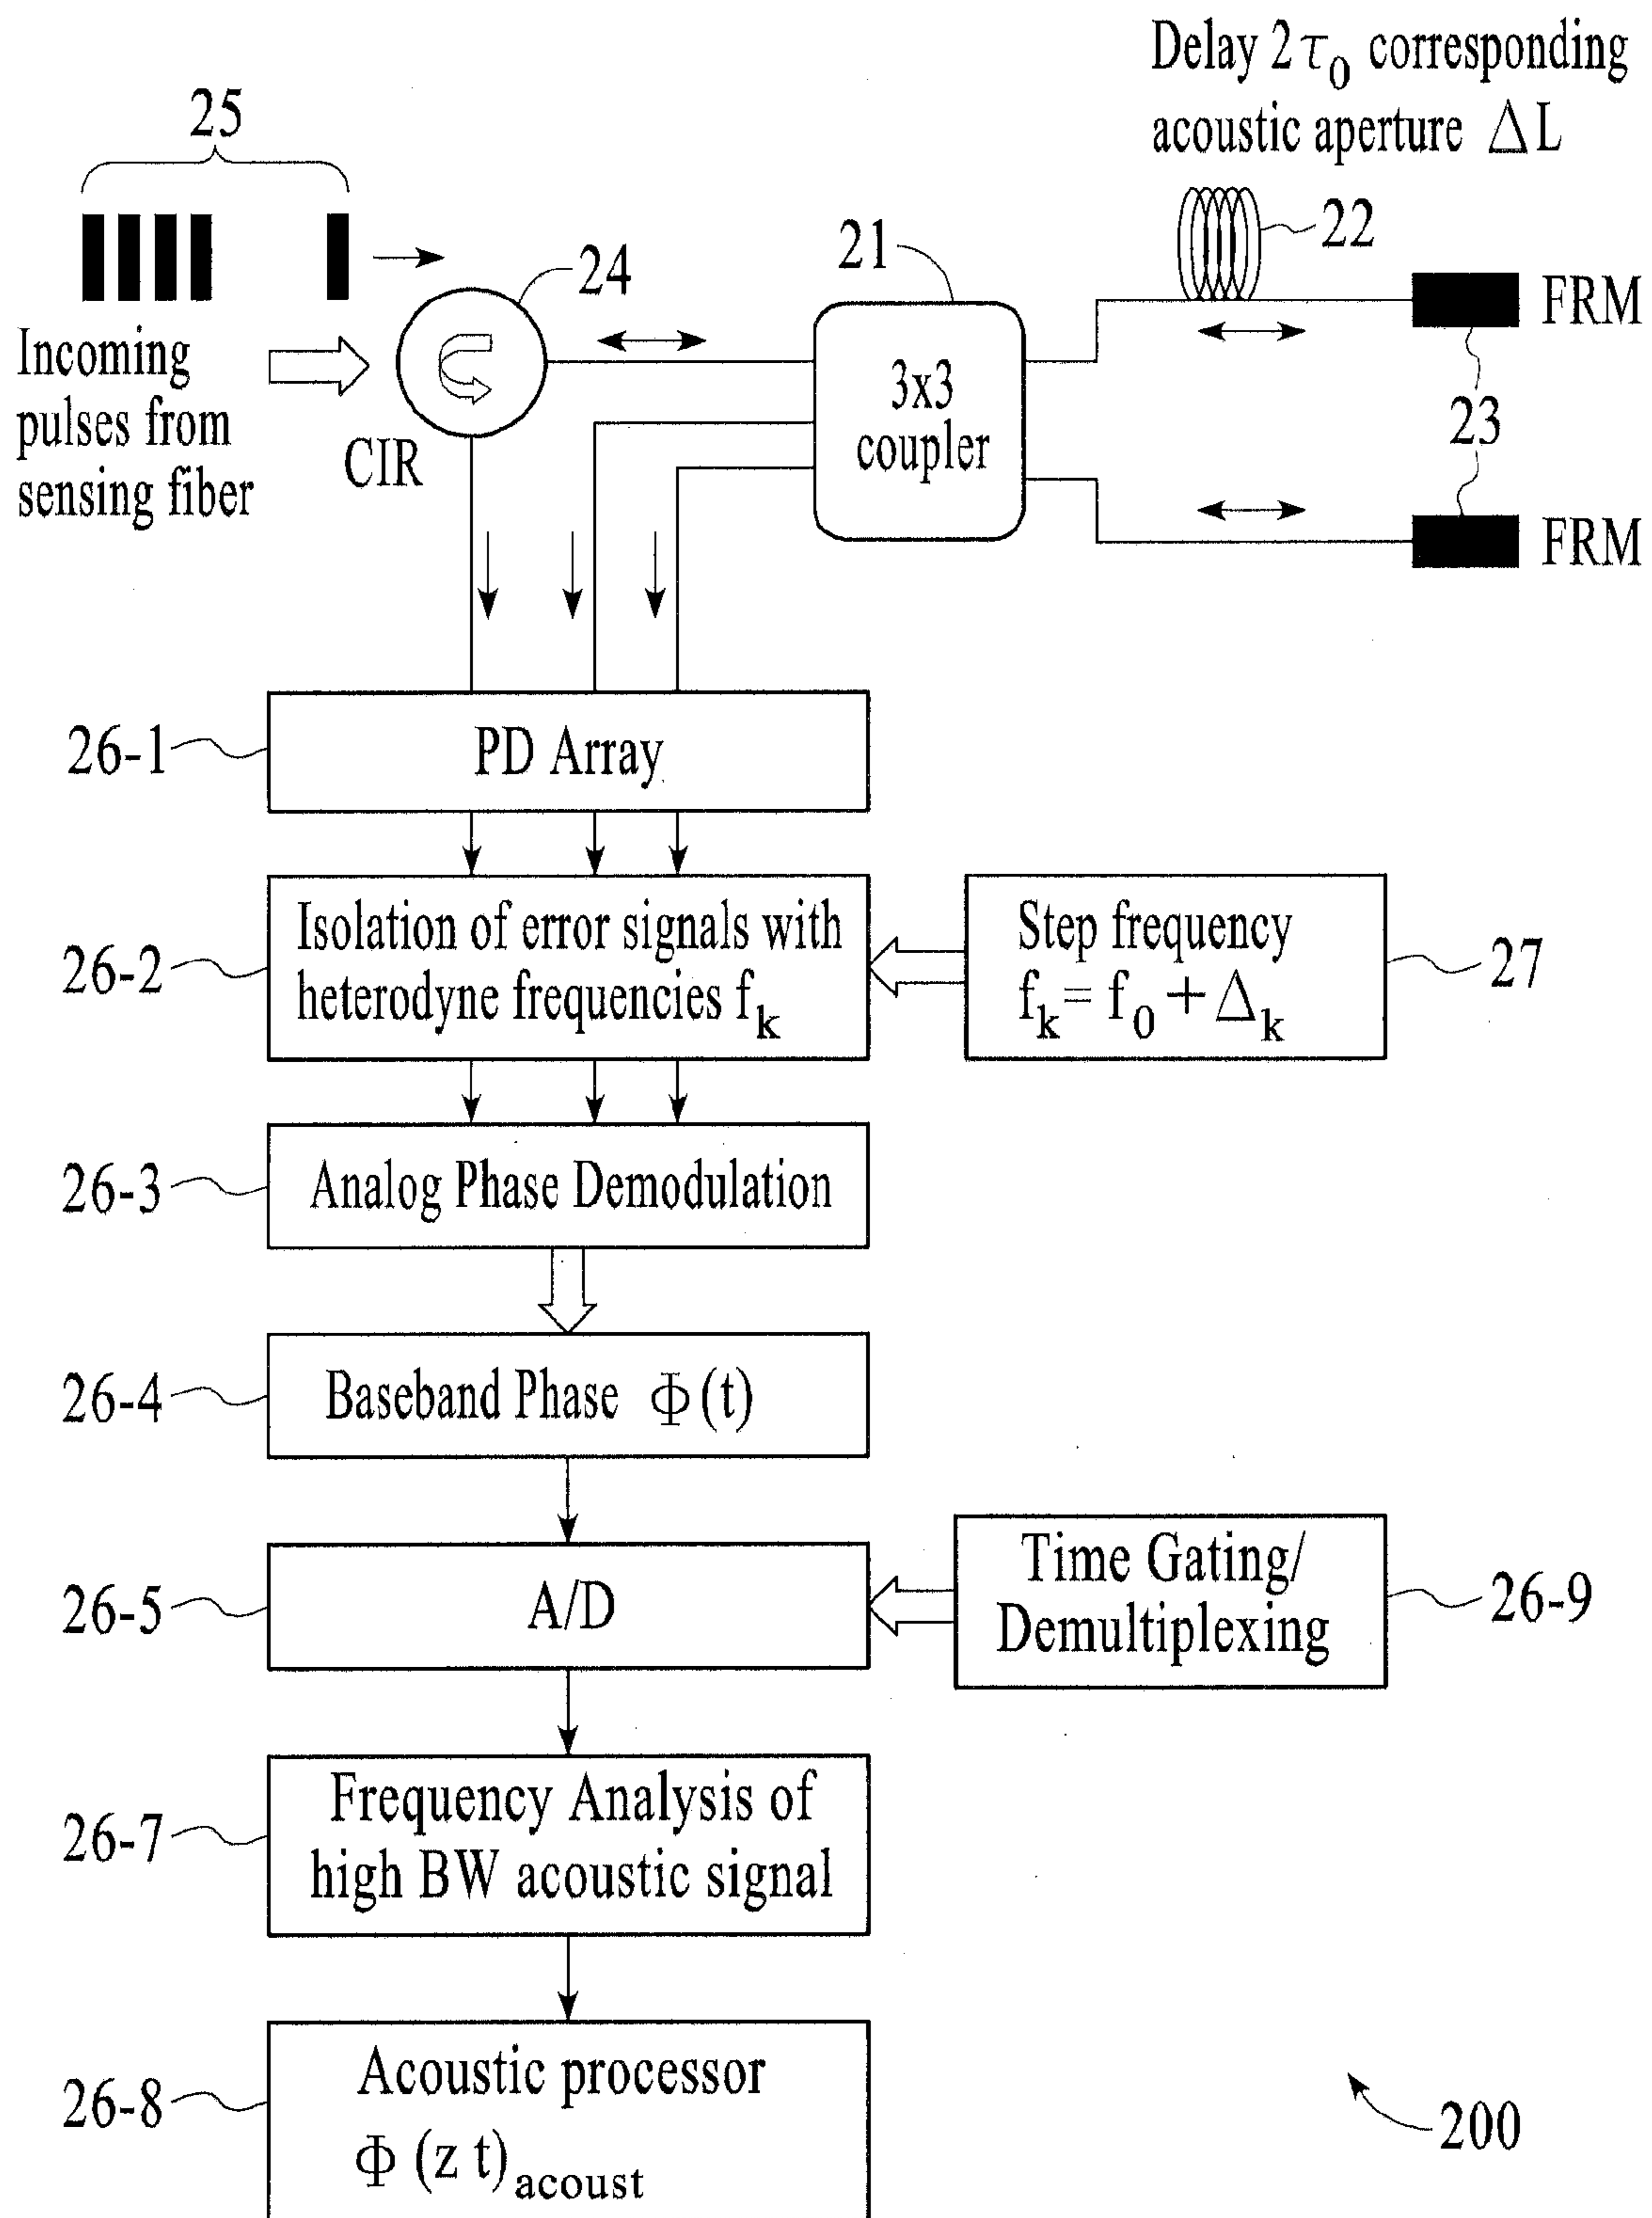 Delay 2τ0 corresponding
acoustic aperture ΔL
25
22
21
24
FRM
Incoming
pulses from
sensing fiber
CIR
3x3
coupler
23
FRM
26-1
PD Array
26-2
Isolation of error signals with
heterodyne frequencies fk
Step frequency
fk = f0 + Δk
27
26-3
Analog Phase Demodulation
26-4
Baseband Phase Φ(t)
26-5
A/D
Time Gating/
Demultiplexing
26-9
26-7
Frequency Analysis of
high BW acoustic signal
26-8
Acoustic processor
Φ (z t)acoust
200